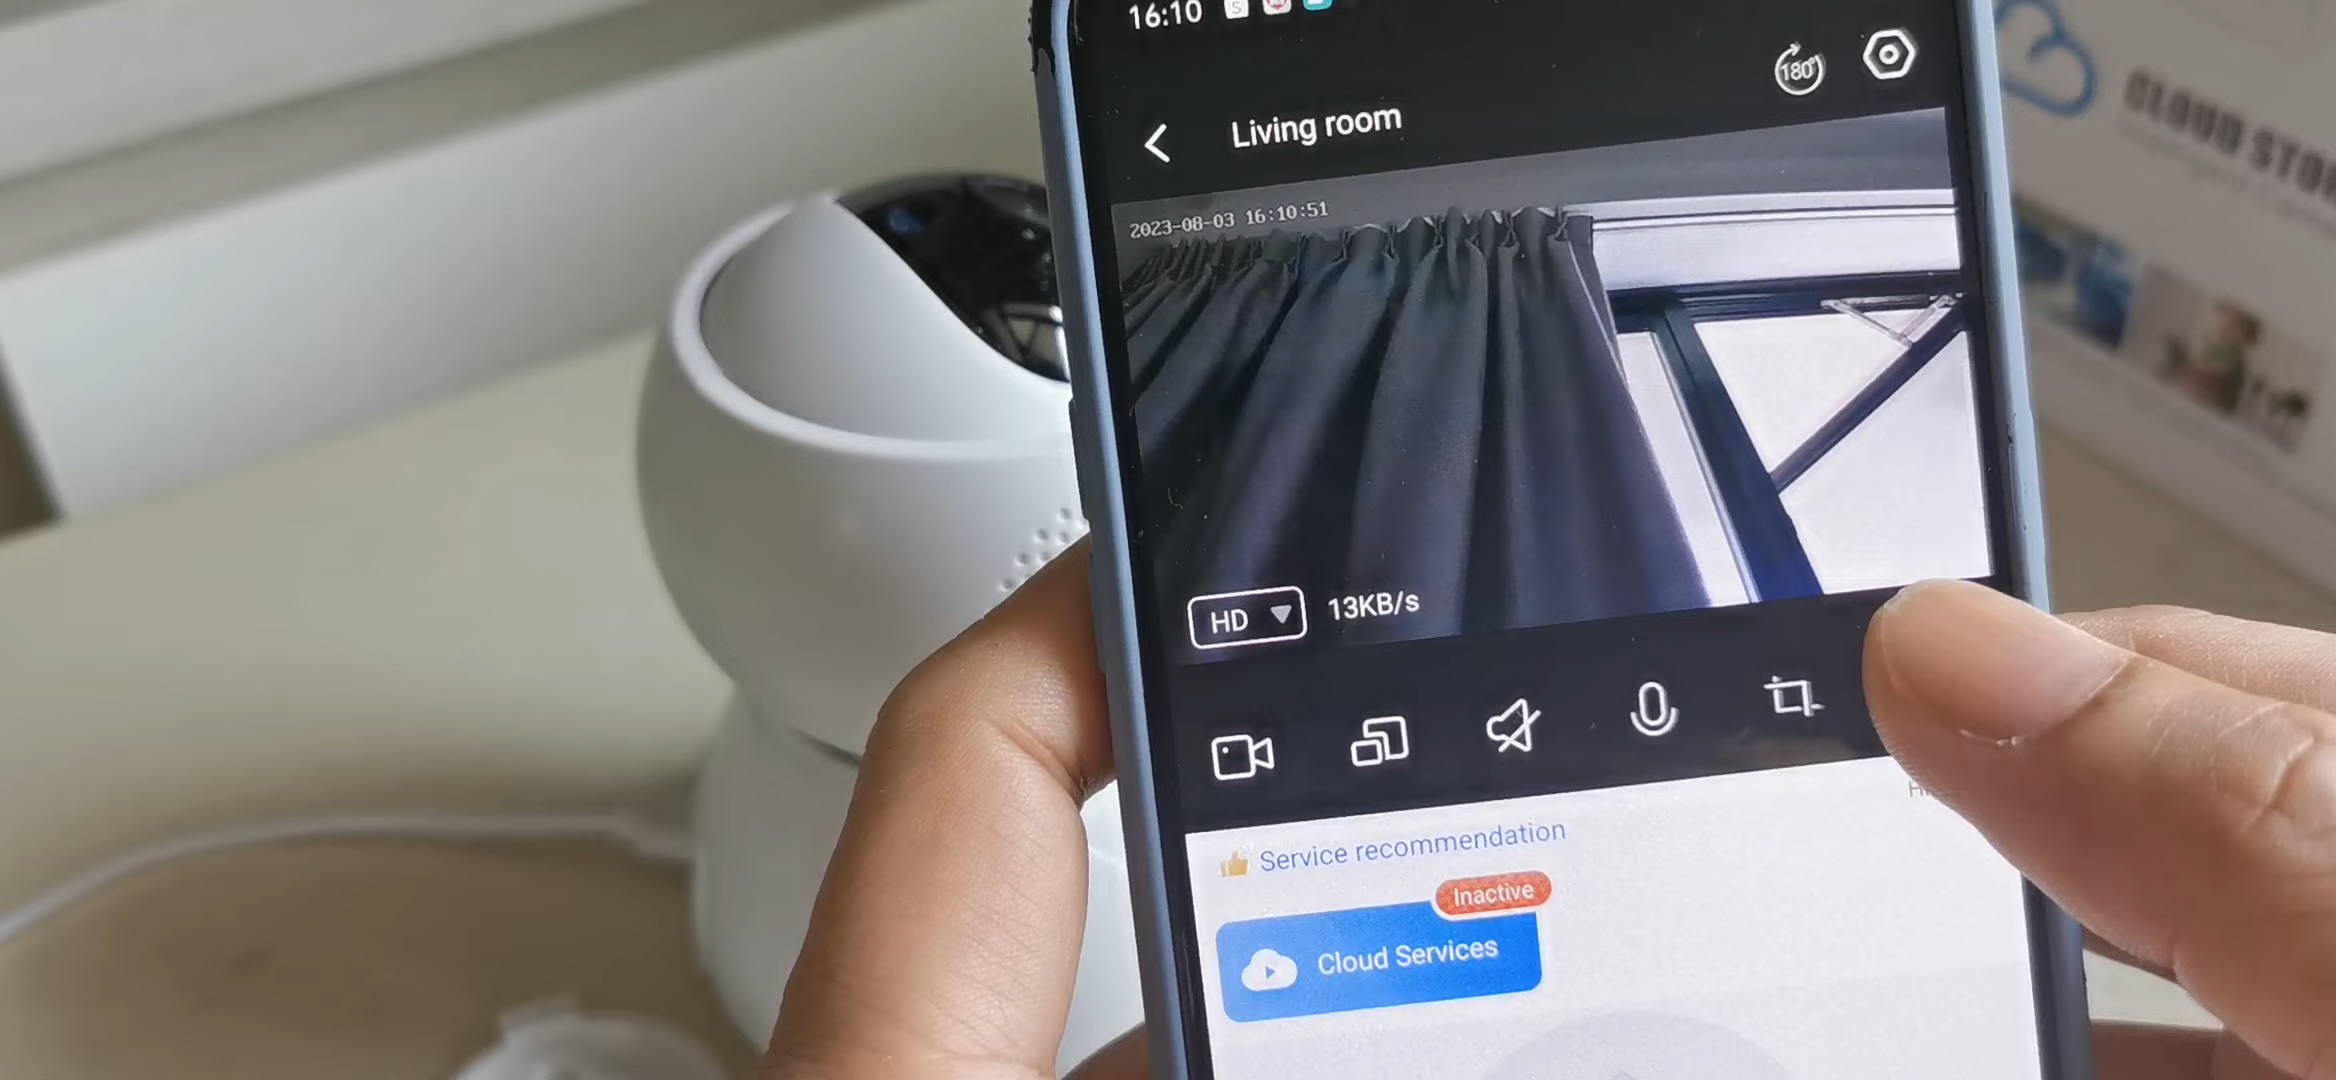 16:10
180°
Living room
CLOUD
2023-08-03 16:10:51
HD 13KB/s
Service recommendation
Inactive
Cloud Services